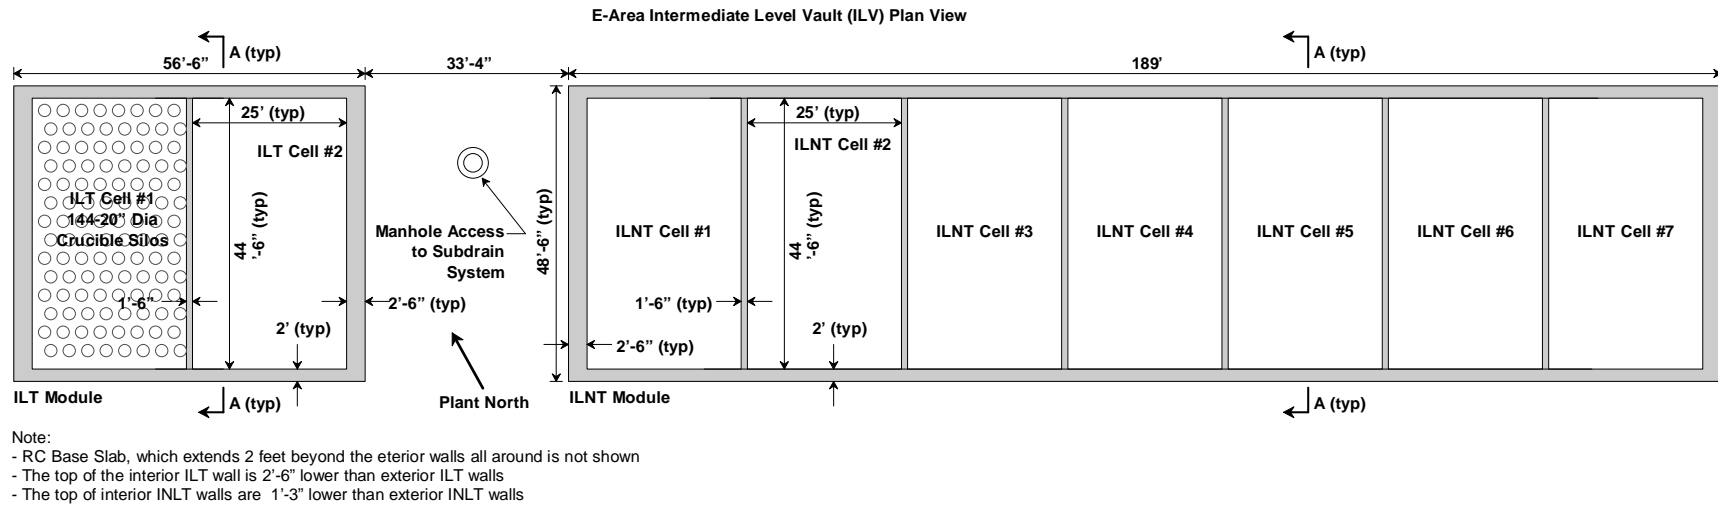 E-Area Intermediate Level Vault (ILV) Plan View
A (typ)
A (typ)
56’-6”
33’-4”
189’
25’ (typ)
ILT Cell #2
44
’-6” (typ)
ILT Cell #1
144-20” Dia
Crucible Silos
1’-6”
2’-6” (typ)
2’ (typ)
Manhole Access
to Subdrain
System
48’-6” (typ)
Plant North
25’ (typ)
ILNT Cell #2
44
’-6” (typ)
ILNT Cell #1
ILNT Cell #3
ILNT Cell #4
ILNT Cell #5
ILNT Cell #6
ILNT Cell #7
1’-6” (typ)
2’ (typ)
2’-6” (typ)
ILT Module
A (typ)
ILNT Module
A (typ)
Note:
- RC Base Slab, which extends 2 feet beyond the eterior walls all around is not shown
- The top of the interior ILT wall is 2’-6” lower than exterior ILT walls
- The top of interior INLT walls are 1’-3” lower than exterior INLT walls